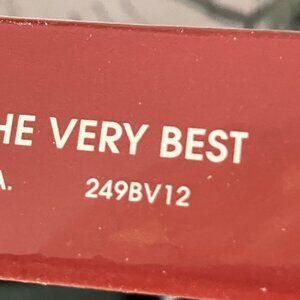 HE VERY BEST
A. 249BV12